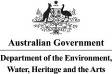 Australian Government
Department of the Environment,
Water, Heritage and the Arts